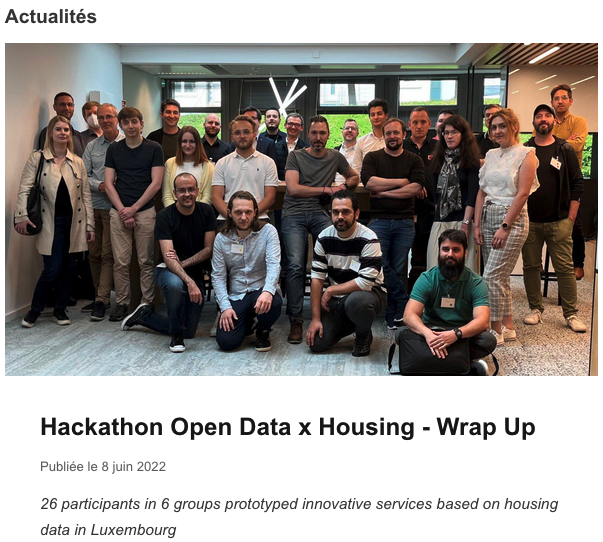 Actualités
Hackathon Open Data x Housing - Wrap Up
Publiée le 8 juin 2022
26 participants in 6 groups prototyped innovative services based on housing
data in Luxembourg